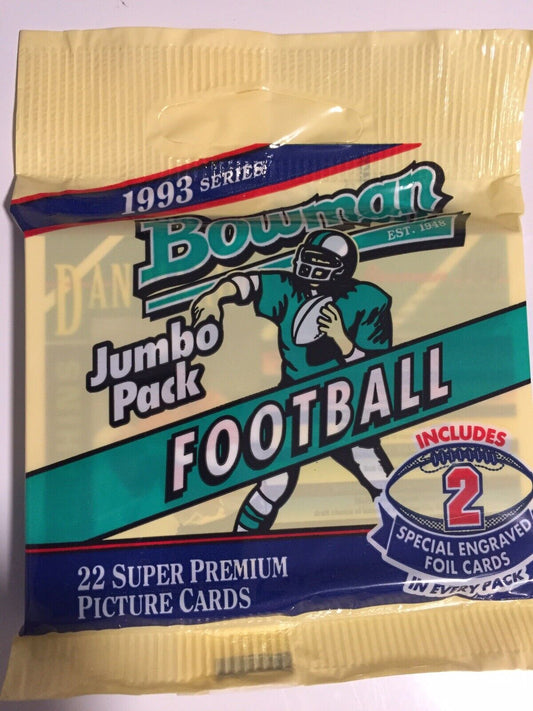 1993 SERIES
Bowman
EST. 1948
DAN
Jumbo
Pack
FOOTBALL
INCLUDES
2
SPECIAL ENGRAVED
FOIL CARDS
IN EVERY PACK
22 SUPER PREMIUM
PICTURE CARDS